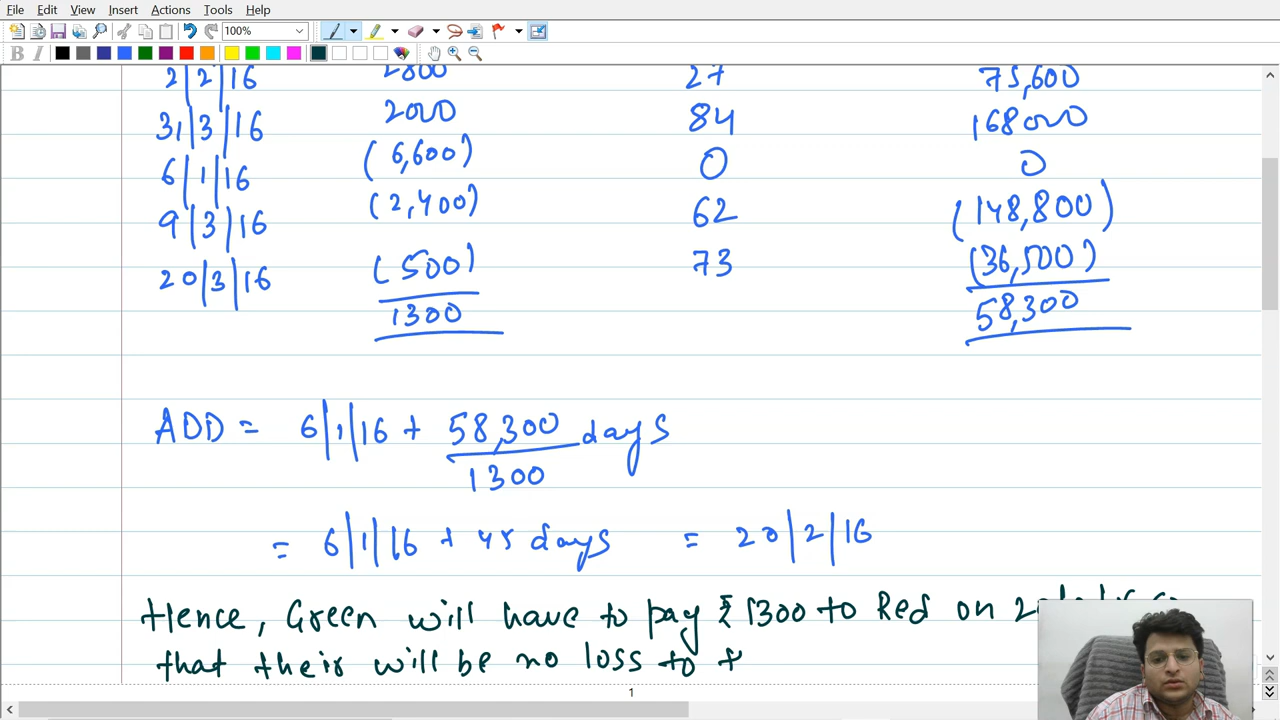 File Edit View Insert Actions Tools Help
100%
B I
2|2|16 2800 27 75,600
31|3|16 2000 84 168000
6|1|16 (6,600) 0 0
9|3|16 (2,400) 62 (148,800)
20|3|16 (500) 73 (36,500)
1300 58,300
ADD = 6|1|16 + 58,300 days
1300
= 6|1|16 + 45 days = 20|2|16
Hence, Green will have to pay ₹ 1300 to Red on
that their will be no loss to
1